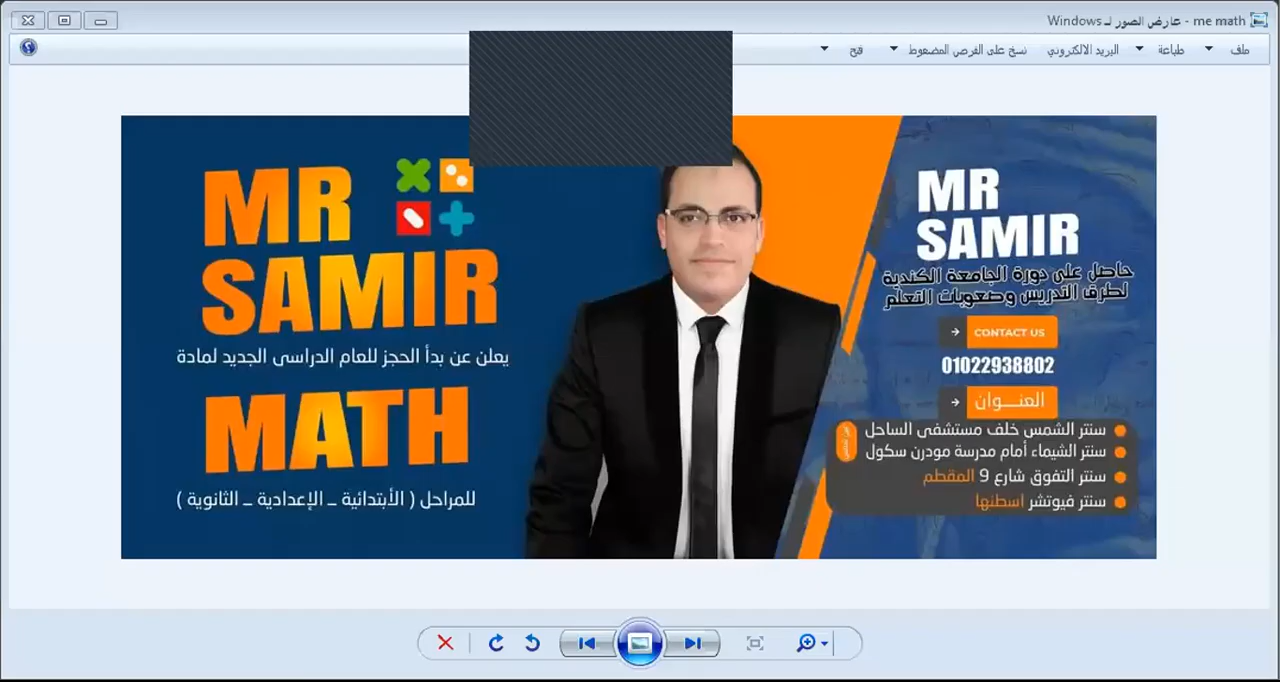 me math - عارض الصور لـ Windows
ملف
طباعة
البريد الالكتروني
نسخ على القرص المضغوط
فتح
MR
SAMIR
يعلن عن بدأ الحجز للعام الدراسى الجديد لمادة
MATH
للمراحل ( الأبتدائية _ الإعدادية _ الثانوية )
MR
SAMIR
حاصل على دورة الجامعة الكندية
لطرق التدريس وصعوبات التعلم
CONTACT US
01022938802
العنـــوان
سنتر الشمس خلف مستشفى الساحل
سنتر الشيماء أمام مدرسة مودرن سكول
سنتر التفوق شارع 9 المقطم
سنتر فيوتشر اسطنها